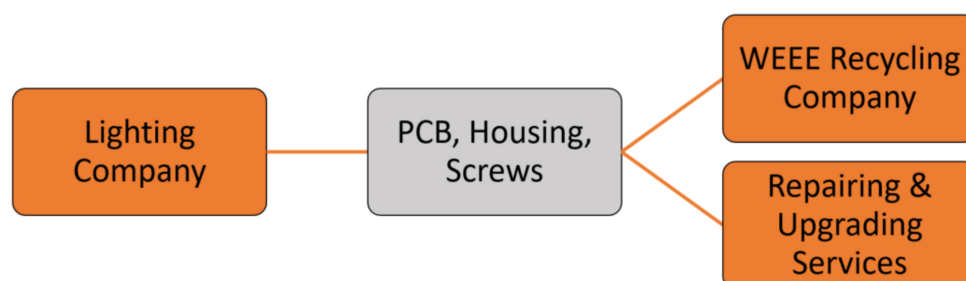 Lighting
Company
PCB, Housing,
Screws
WEEE Recycling
Company
Repairing &
Upgrading
Services